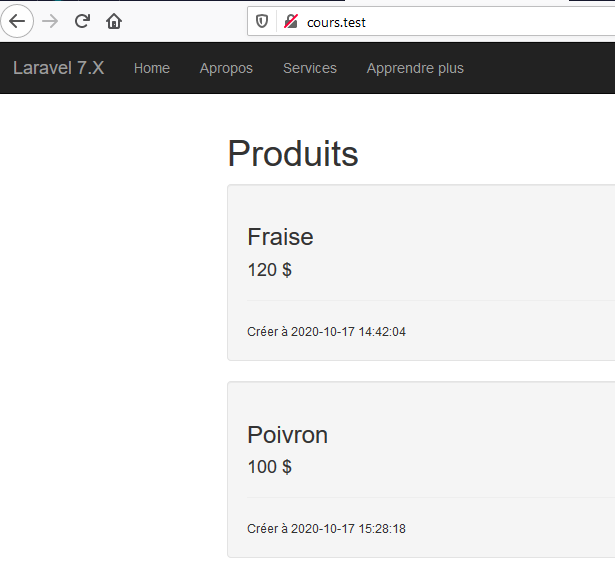 cours.test
Laravel 7.X Home Apropos Services Apprendre plus
Produits
Fraise
120 $
Créer à 2020-10-17 14:42:04
Poivron
100 $
Créer à 2020-10-17 15:28:18